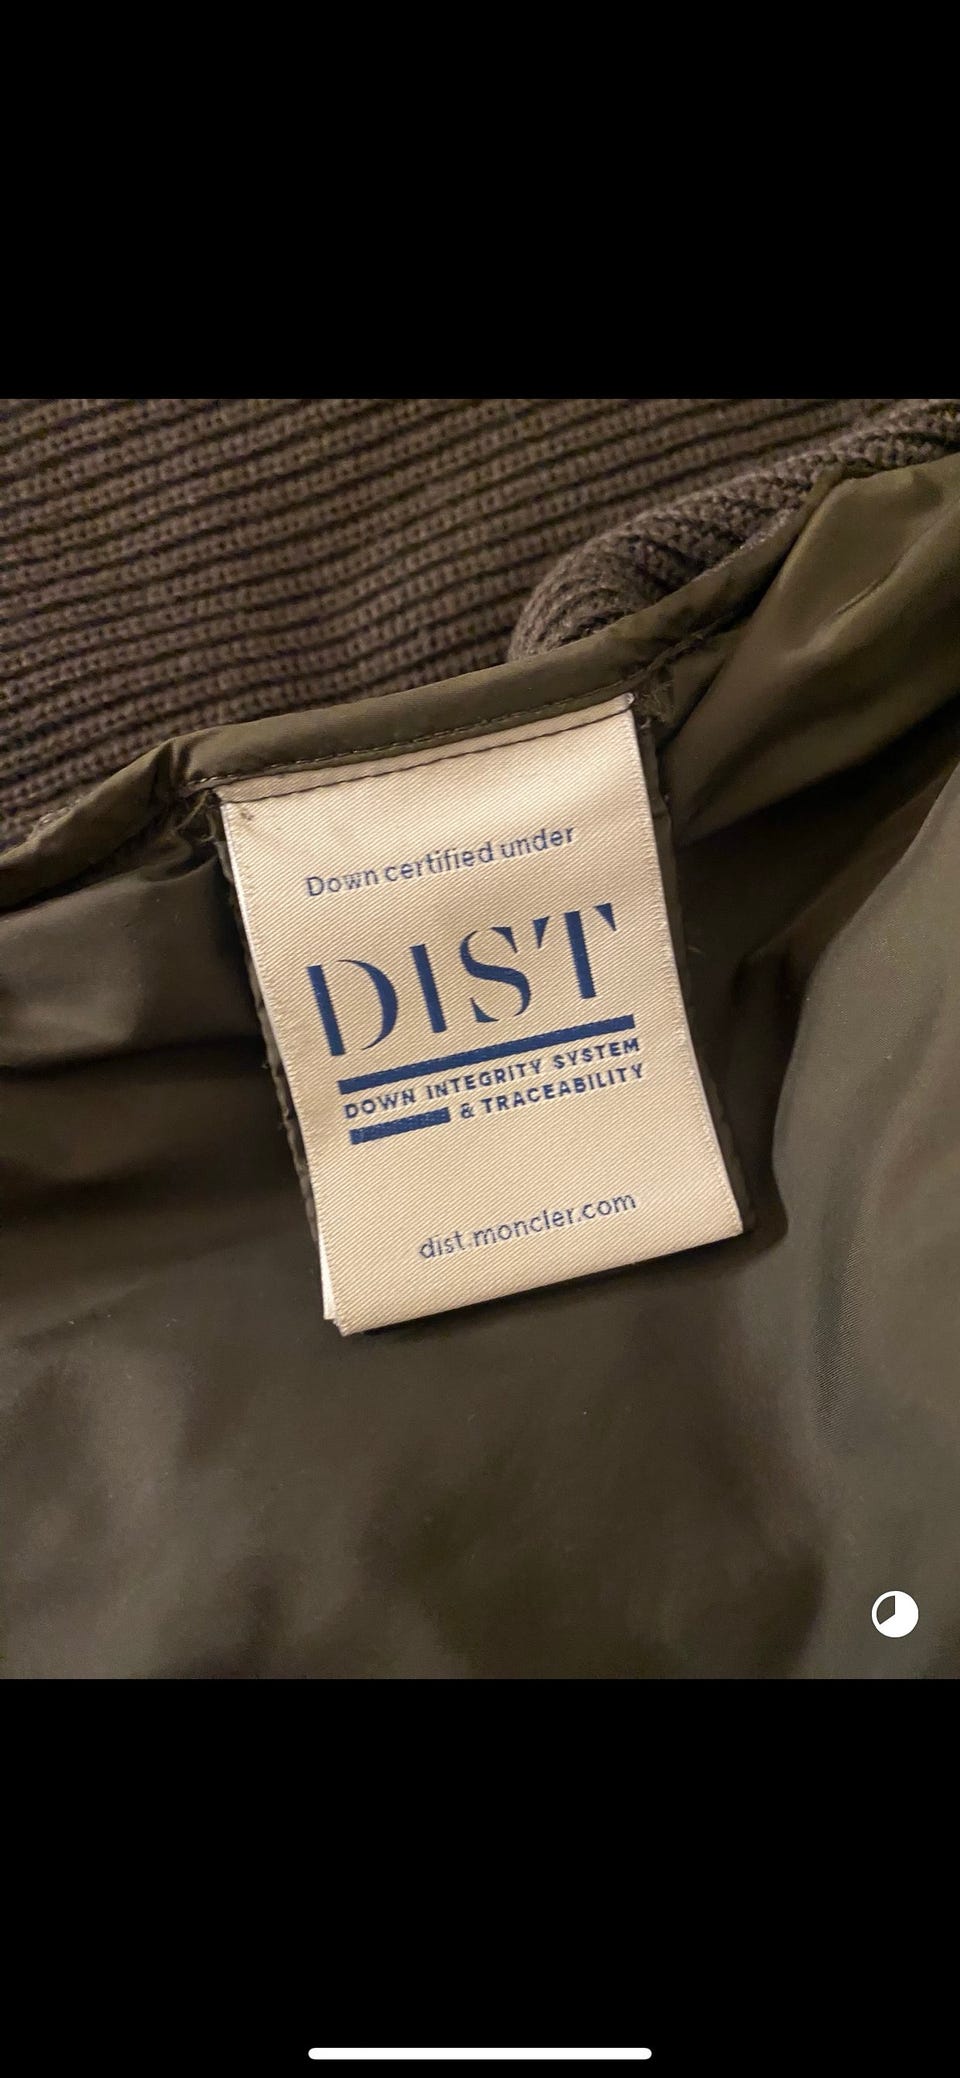 Down certified under
DIST
DOWN INTEGRITY SYSTEM
& TRACEABILITY
dist.moncler.com